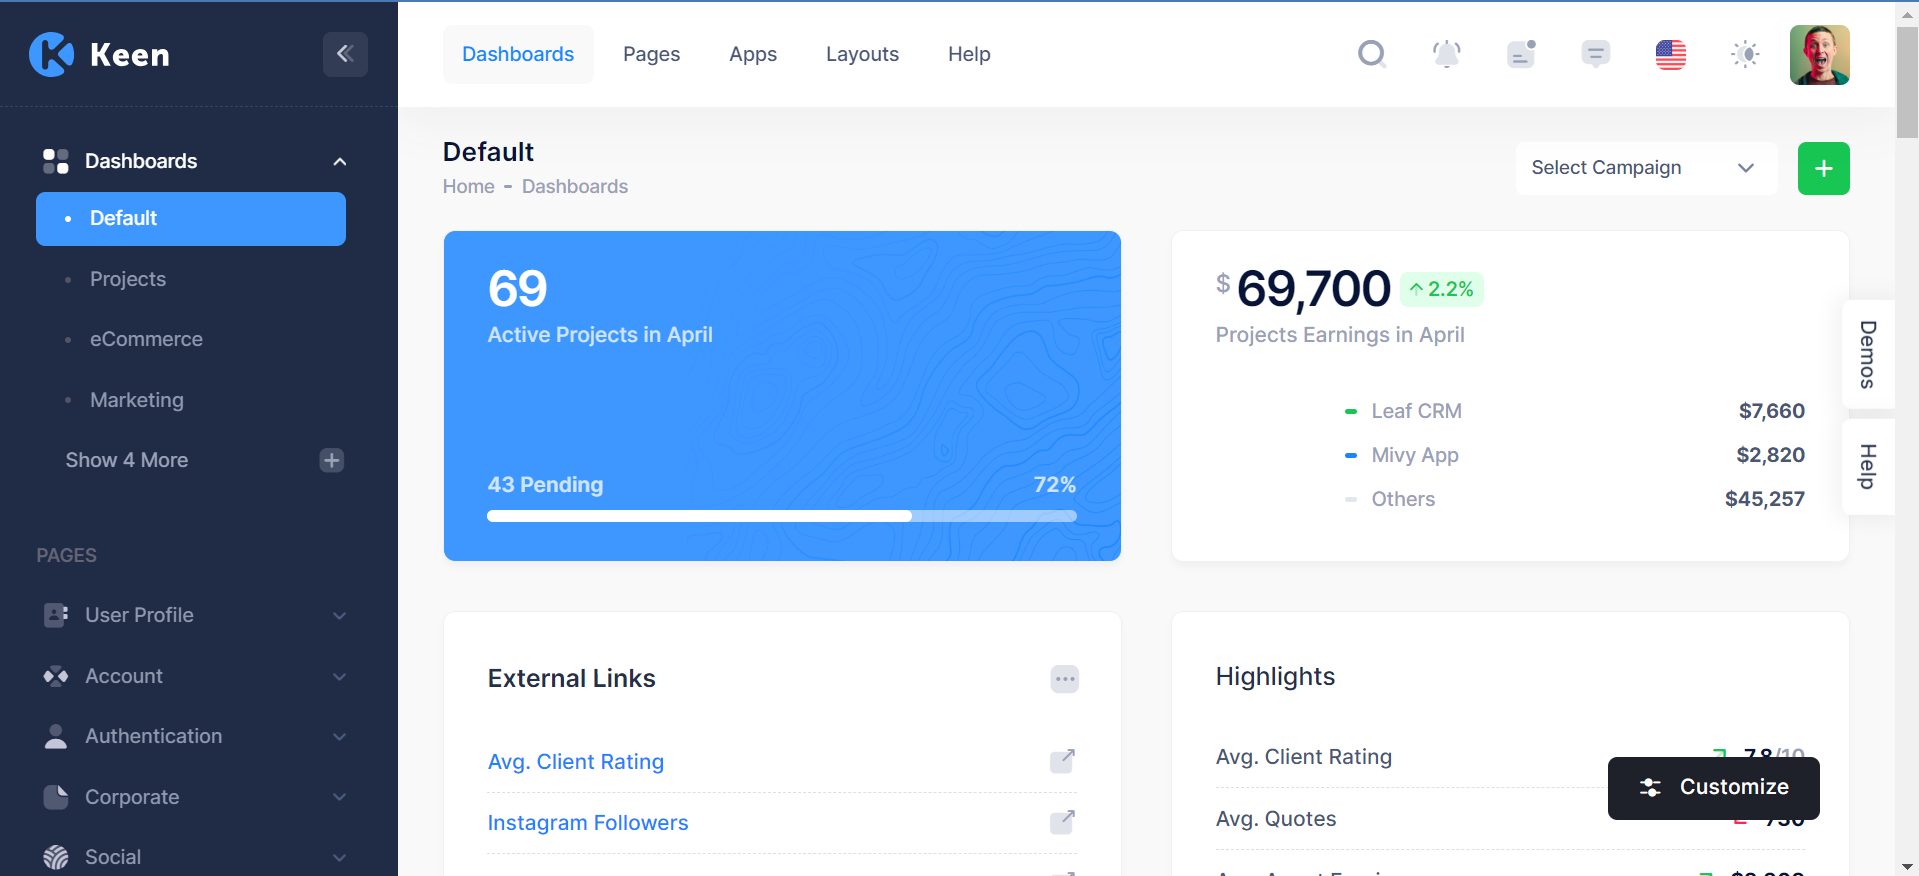 Keen
Dashboards
Default
Projects
eCommerce
Marketing
Show 4 More
PAGES
User Profile
Account
Authentication
Corporate
Social
Dashboards Pages Apps Layouts Help
Default
Home - Dashboards
Select Campaign
69
Active Projects in April
43 Pending 72%
$69,700 2.2%
Projects Earnings in April
Leaf CRM $7,660
Mivy App $2,820
Others $45,257
Demos
Help
External Links
Avg. Client Rating
Instagram Followers
Highlights
Avg. Client Rating 7.8/10
Customize
Avg. Quotes 730